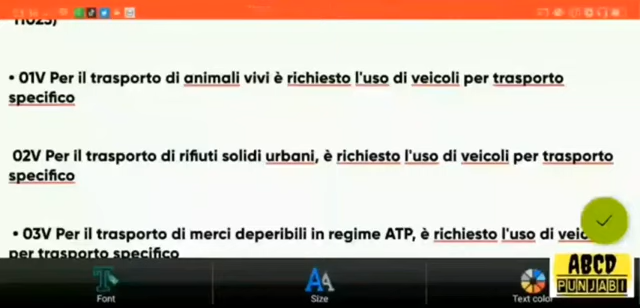 11023)
• 01V Per il trasporto di animali vivi è richiesto l'uso di veicoli per trasporto
specifico
02V Per il trasporto di rifiuti solidi urbani, è richiesto l'uso di veicoli per trasporto
specifico
• 03V Per il trasporto di merci deperibili in regime ATP, è richiesto l'uso di
per trasporto specifico
Font
Size
Text color
ABCD
PUNJABI